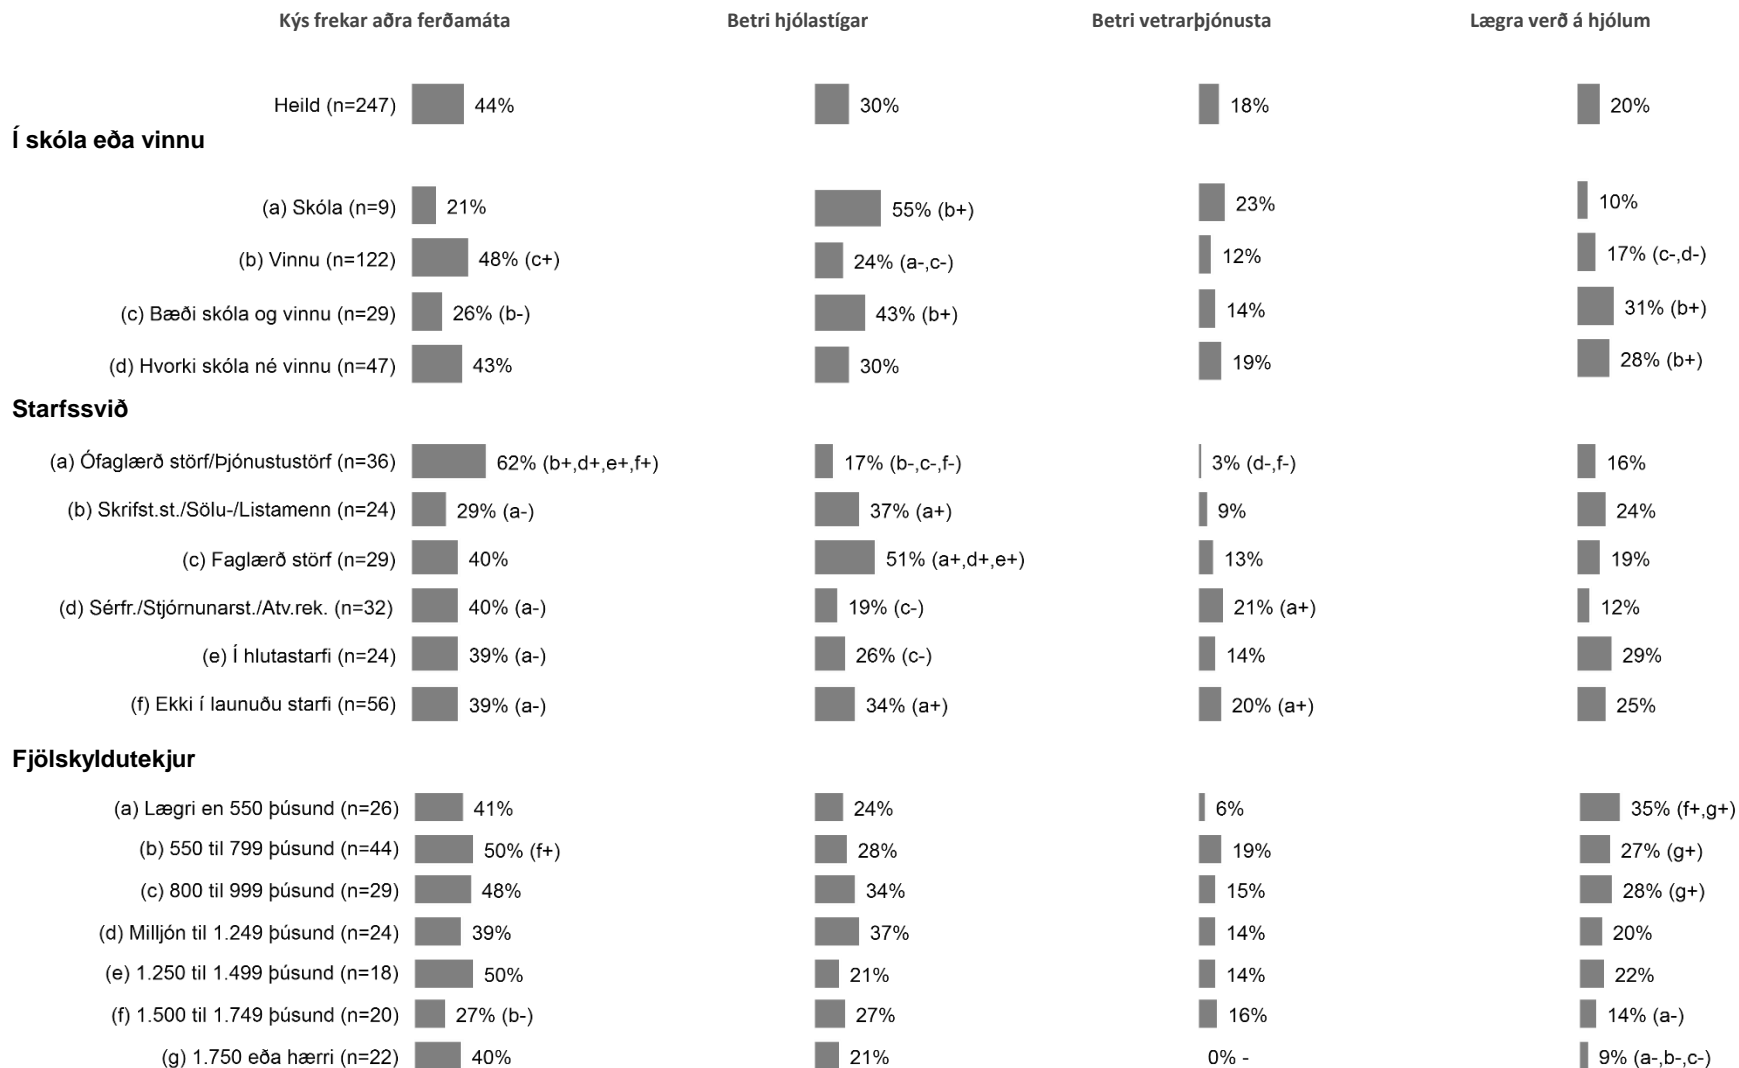 Kýs frekar aðra ferðamáta Betri hjólastígar Betri vetrarþjónusta Lægra verð á hjólum
Heild (n=247) 44% 30% 18% 20%
Í skóla eða vinnu
(a) Skóla (n=9) 21% 55% (b+) 23% 10%
(b) Vinnu (n=122) 48% (c+) 24% (a-,c-) 12% 17% (c-,d-)
(c) Bæði skóla og vinnu (n=29) 26% (b-) 43% (b+) 14% 31% (b+)
(d) Hvorki skóla né vinnu (n=47) 43% 30% 19% 28% (b+)
Starfssvið
(a) Ófaglærð störf/Þjónustustörf (n=36) 62% (b+,d+,e+,f+) 17% (b-,c-,f-) 3% (d-,f-) 16%
(b) Skrifst.st./Sölu-/Listamenn (n=24) 29% (a-) 37% (a+) 9% 24%
(c) Faglærð störf (n=29) 40% 51% (a+,d+,e+) 13% 19%
(d) Sérfr./Stjórnunarst./Atv.rek. (n=32) 40% (a-) 19% (c-) 21% (a+) 12%
(e) Í hlutastarfi (n=24) 39% (a-) 26% (c-) 14% 29%
(f) Ekki í launuðu starfi (n=56) 39% (a-) 34% (a+) 20% (a+) 25%
Fjölskyldutekjur
(a) Lægri en 550 þúsund (n=26) 41% 24% 6% 35% (f+,g+)
(b) 550 til 799 þúsund (n=44) 50% (f+) 28% 19% 27% (g+)
(c) 800 til 999 þúsund (n=29) 48% 34% 15% 28% (g+)
(d) Milljón til 1.249 þúsund (n=24) 39% 37% 14% 20%
(e) 1.250 til 1.499 þúsund (n=18) 50% 21% 14% 22%
(f) 1.500 til 1.749 þúsund (n=20) 27% (b-) 27% 16% 14% (a-)
(g) 1.750 eða hærri (n=22) 40% 21% 0% - 9% (a-,b-,c-)